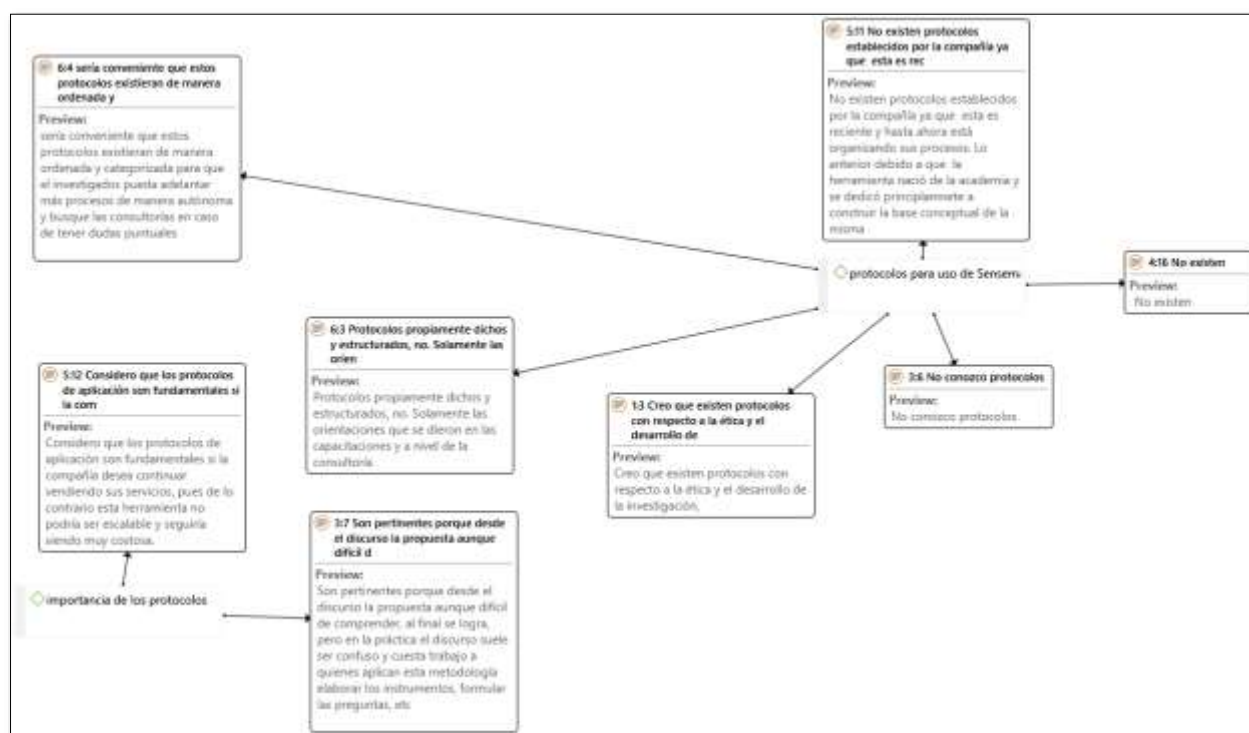 6:4 sería conveniente que estos
protocolos existieran de manera
ordenada y
Preview:
sería conveniente que estos
protocolos existieran de manera
ordenada y categorizada para que
el investigados pueda adelantar
más procesos de manera autónoma
y busque las consultorías en caso
de tener dudas puntuales
5:11 No existen protocolos
establecidos por la compañía ya
que esta es rec
Preview:
No existen protocolos establecidos
por la compañía ya que esta es
reciente y hasta ahora está
organizando sus procesos. Lo
anterior debido a que la
herramienta nació de la academia y
se dedicó principlamnete a
construir la base conceptual de la
misma
protocolos para uso de Sensem
4:16 No existen
Preview:
No existen
6:3 Protocolos propiamente dichos
y estructurados, no. Solamente las
orien
Preview:
Protocolos propiamente dichos y
estructurados, no. Solamente las
orientaciones que se dieron en las
capacitaciones y a nivel de la
consultoría.
3:6 No conozco protocolos
Preview:
No conozco protocolos
5:12 Considero que los protocolos
de aplicación son fundamentales si
la com
Preview:
Considero que los protocolos de
aplicación son fundamentales si la
compañía desea continuar
vendiendo sus servicios, pues de lo
contrario esta herramienta no
podría ser escalable y seguiría
siendo muy costosa.
1:3 Creo que existen protocolos
con respecto a la ética y el
desarrollo de
Preview:
Creo que existen protocolos con
respecto a la ética y el desarrollo de
la investigación,
3:7 Son pertinentes porque desde
el discurso la propuesta aunque
difícil d
Preview:
Son pertinentes porque desde el
discurso la propuesta aunque difícil
de comprender, al final se logra,
pero en la práctica el discurso suele
ser confuso y cuesta trabajo a
quienes aplican esta metodología
elaborar los instrumentos, formular
las preguntas, etc
importancia de los protocolos